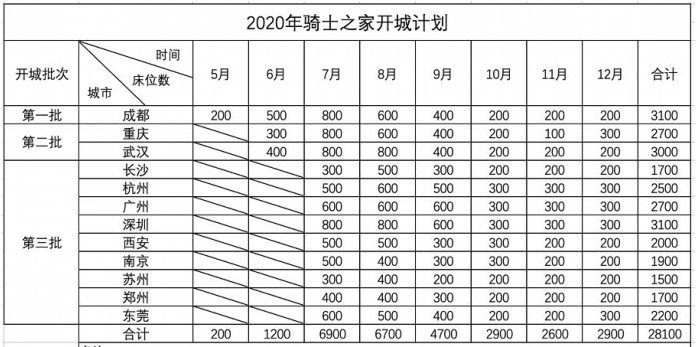 2020年骑士之家开城计划
开城批次 时间 床位数 城市 5月 6月 7月 8月 9月 10月 11月 12月 合计
第一批 成都 200 500 800 600 400 200 200 200 3100
第二批 重庆 300 800 600 400 200 100 300 2700
武汉 400 800 800 400 200 200 200 3000
第三批 长沙 300 500 300 200 200 200 1700
杭州 500 600 500 300 300 300 2500
广州 600 600 600 300 300 300 2700
深圳 800 800 600 300 300 300 3100
西安 500 500 300 300 200 200 2000
南京 500 400 300 300 200 200 1900
苏州 300 400 200 200 200 200 1500
郑州 400 400 300 200 200 200 1700
东莞 600 500 400 200 200 300 2200
合计 200 1200 6900 6700 4700 2900 2600 2900 28100